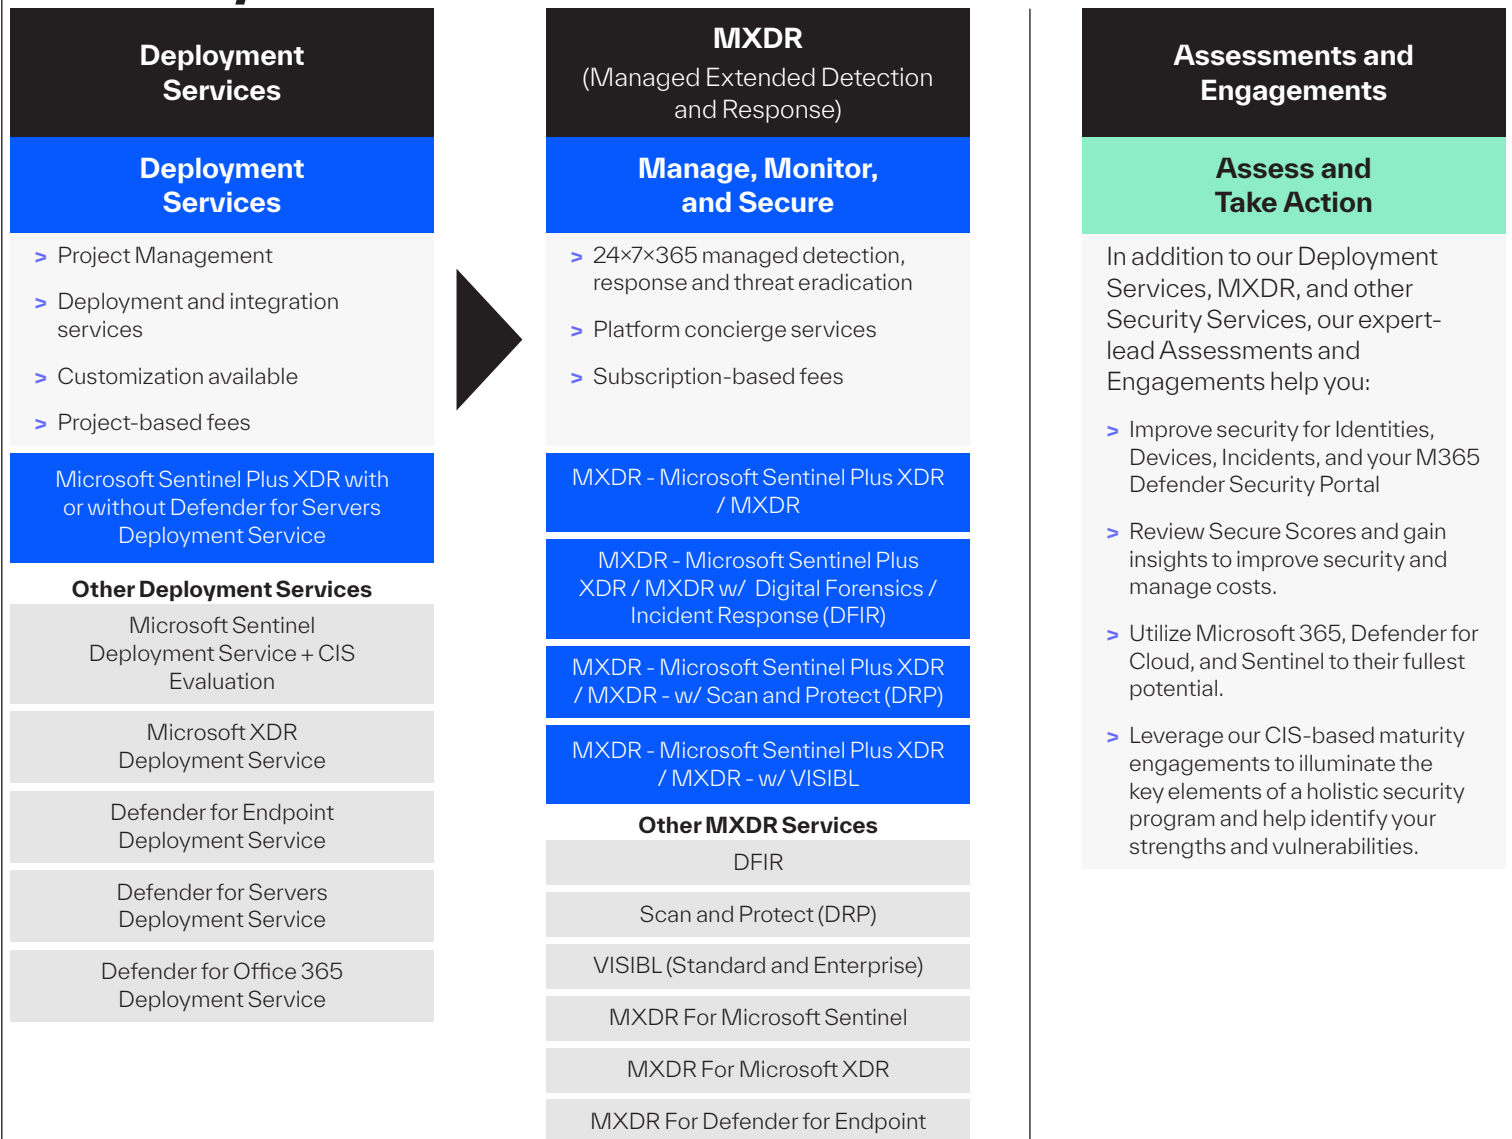 Deployment
Services
Deployment
Services
> Project Management
> Deployment and integration
services
> Customization available
> Project-based fees
Microsoft Sentinel Plus XDR with
or without Defender for Servers
Deployment Service
Other Deployment Services
Microsoft Sentinel
Deployment Service + CIS
Evaluation
Microsoft XDR
Deployment Service
Defender for Endpoint
Deployment Service
Defender for Servers
Deployment Service
Defender for Office 365
Deployment Service
MXDR
(Managed Extended Detection
and Response)
Manage, Monitor,
and Secure
> 24×7×365 managed detection,
response and threat eradication
> Platform concierge services
> Subscription-based fees
MXDR - Microsoft Sentinel Plus XDR
/ MXDR
MXDR - Microsoft Sentinel Plus
XDR / MXDR w/ Digital Forensics /
Incident Response (DFIR)
MXDR - Microsoft Sentinel Plus XDR
/ MXDR - w/ Scan and Protect (DRP)
MXDR - Microsoft Sentinel Plus XDR
/ MXDR - w/ VISIBL
Other MXDR Services
DFIR
Scan and Protect (DRP)
VISIBL (Standard and Enterprise)
MXDR For Microsoft Sentinel
MXDR For Microsoft XDR
MXDR For Defender for Endpoint
Assessments and
Engagements
Assess and
Take Action
In addition to our Deployment
Services, MXDR, and other
Security Services, our expert-
lead Assessments and
Engagements help you:
> Improve security for Identities,
Devices, Incidents, and your M365
Defender Security Portal
> Review Secure Scores and gain
insights to improve security and
manage costs.
> Utilize Microsoft 365, Defender for
Cloud, and Sentinel to their fullest
potential.
> Leverage our CIS-based maturity
engagements to illuminate the
key elements of a holistic security
program and help identify your
strengths and vulnerabilities.